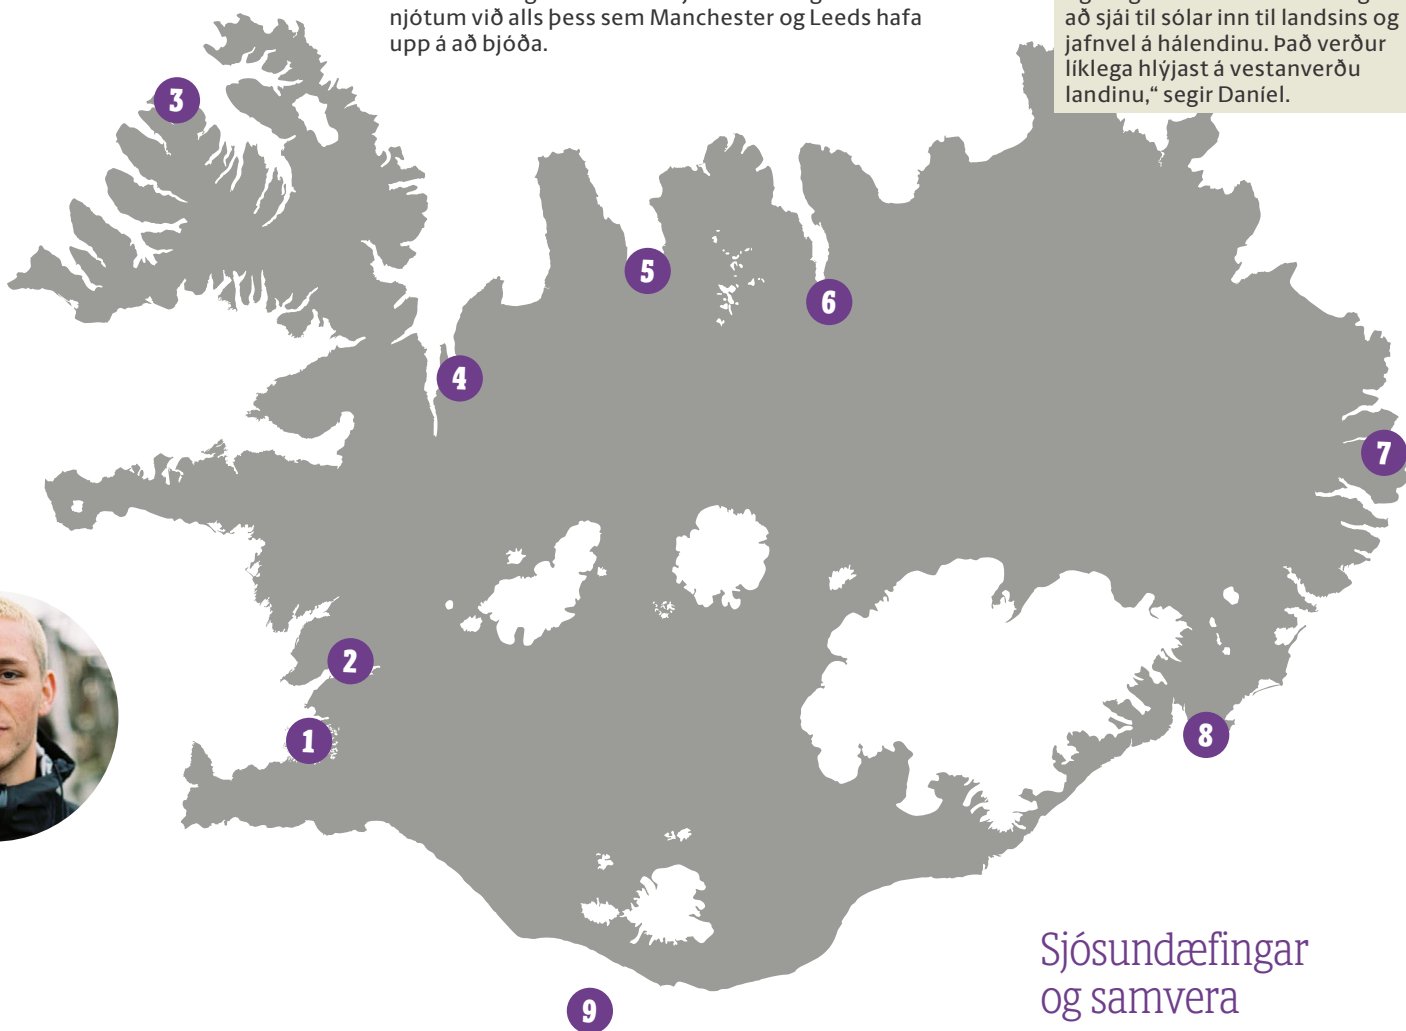 njótum við alls þess sem Manchester og Leeds hafa
upp á að bjóða.
að sjái til sólar inn til landsins og
jafnvel á hálendinu. Það verður
líklega hlýjast á vestanverðu
landinu,“ segir Daníel.
3
5
6
4
7
2
1
8
9
Sjósundæfingar
og samvera